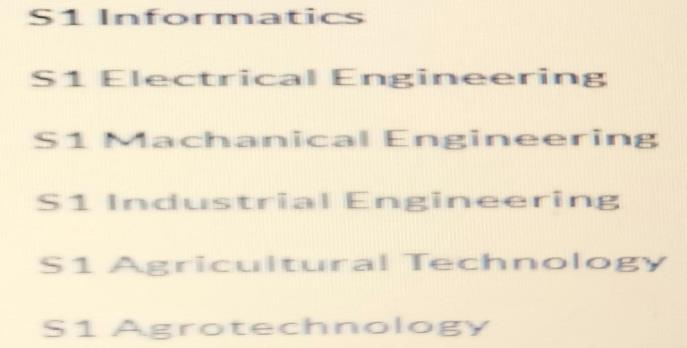 S1 Informatics
S1 Electrical Engineering
S1 Machanical Engineering
S1 Industrial Engineering
S1 Agricultural Technology
S1 Agrotechnology